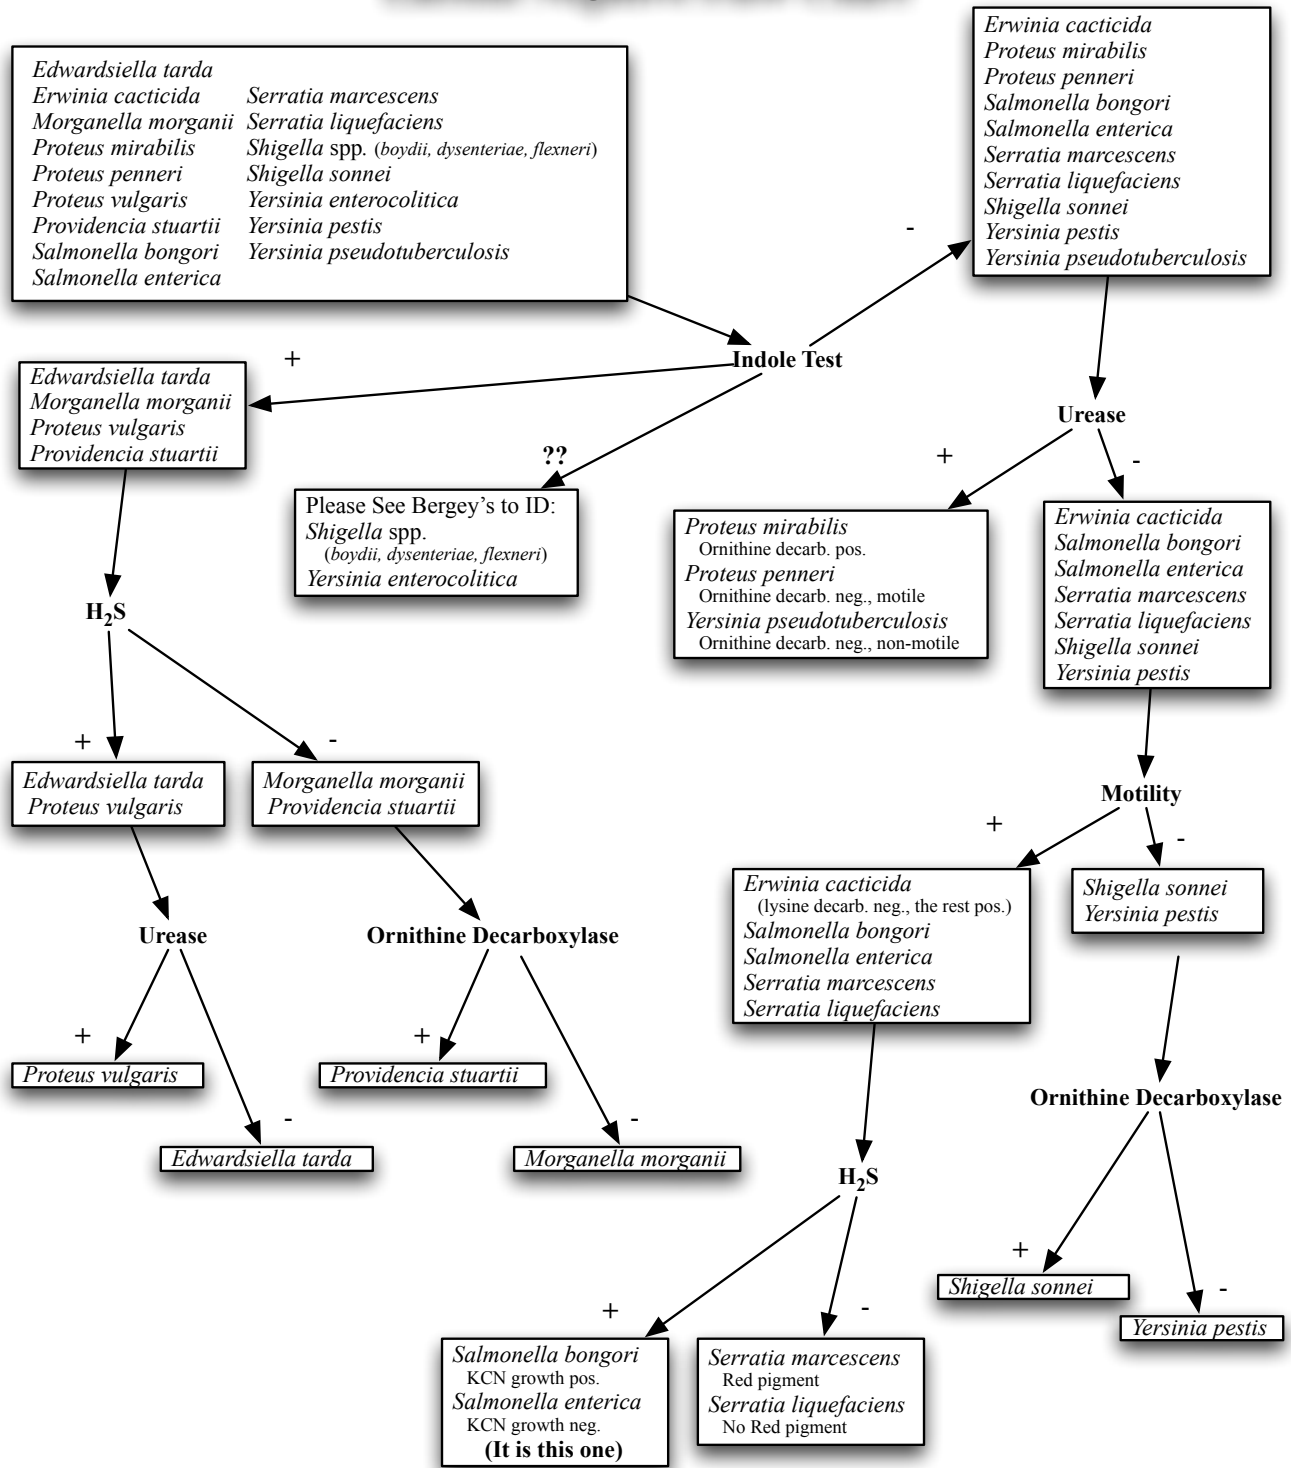 Edwardsiella tarda
Erwinia cacticida Serratia marcescens
Morganella morganii Serratia liquefaciens
Proteus mirabilis Shigella spp. (boydii, dysenteriae, flexneri)
Proteus penneri Shigella sonnei
Proteus vulgaris Yersinia enterocolitica
Providencia stuartii Yersinia pestis
Salmonella bongori Yersinia pseudotuberculosis
Salmonella enterica
Erwinia cacticida
Proteus mirabilis
Proteus penneri
Salmonella bongori
Salmonella enterica
Serratia marcescens
Serratia liquefaciens
Shigella sonnei
Yersinia pestis
Yersinia pseudotuberculosis
-
Indole Test
+
Edwardsiella tarda
Morganella morganii
Proteus vulgaris
Providencia stuartii
??
Please See Bergey's to ID:
Shigella spp.
(boydii, dysenteriae, flexneri)
Yersinia enterocolitica
Urease
+
-
Proteus mirabilis
Ornithine decarb. pos.
Proteus penneri
Ornithine decarb. neg., motile
Yersinia pseudotuberculosis
Ornithine decarb. neg., non-motile
Erwinia cacticida
Salmonella bongori
Salmonella enterica
Serratia marcescens
Serratia liquefaciens
Shigella sonnei
Yersinia pestis
H2S
+
-
Edwardsiella tarda
Proteus vulgaris
Morganella morganii
Providencia stuartii
Motility
+
-
Erwinia cacticida
(lysine decarb. neg., the rest pos.)
Salmonella bongori
Salmonella enterica
Serratia marcescens
Serratia liquefaciens
Shigella sonnei
Yersinia pestis
Urease
Ornithine Decarboxylase
+
-
Proteus vulgaris
Edwardsiella tarda
+
-
Providencia stuartii
Morganella morganii
Ornithine Decarboxylase
+
-
Shigella sonnei
Yersinia pestis
H2S
+
-
Salmonella bongori
KCN growth pos.
Salmonella enterica
KCN growth neg.
(It is this one)
Serratia marcescens
Red pigment
Serratia liquefaciens
No Red pigment